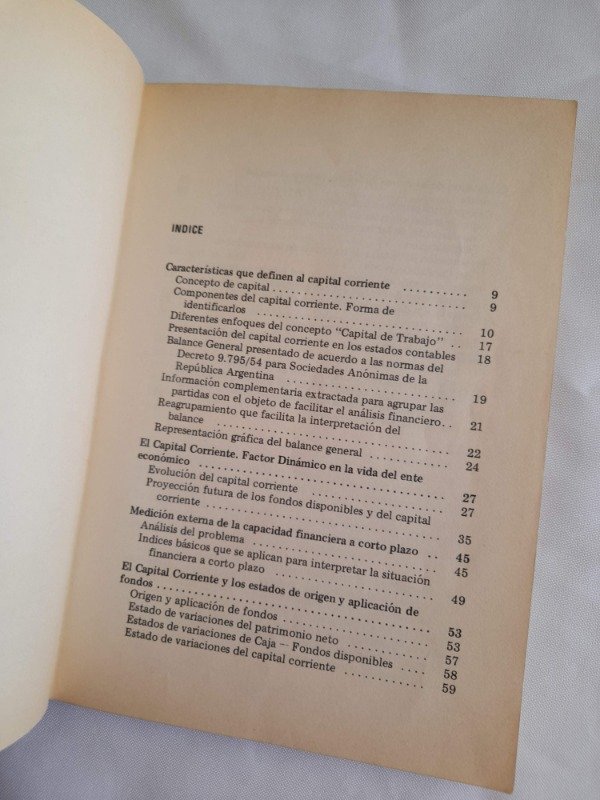 INDICE
Características que definen al capital corriente .......... 9
Concepto de capital .......... 9
Componentes del capital corriente. Forma de
identificarlos .......... 10
Diferentes enfoques del concepto "Capital de Trabajo" .. 17
Presentación del capital corriente en los estados contables 18
Balance General presentado de acuerdo a las normas del
Decreto 9.795/54 para Sociedades Anónimas de la
República Argentina .......... 19
Información complementaria extractada para agrupar las
partidas con el objeto de facilitar el análisis financiero .. 21
Reagrupamiento que facilita la interpretación del
balance .......... 22
Representación gráfica del balance general .......... 24
El Capital Corriente. Factor Dinámico en la vida del ente
económico .......... 27
Evolución del capital corriente .......... 27
Proyección futura de los fondos disponibles y del capital
corriente .......... 35
Medición externa de la capacidad financiera a corto plazo .. 45
Análisis del problema .......... 45
Indices básicos que se aplican para interpretar la situación
financiera a corto plazo .......... 49
El Capital Corriente y los estados de origen y aplicación de
fondos .......... 53
Origen y aplicación de fondos .......... 53
Estado de variaciones del patrimonio neto .......... 57
Estados de variaciones de Caja — Fondos disponibles .... 58
Estado de variaciones del capital corriente .......... 59